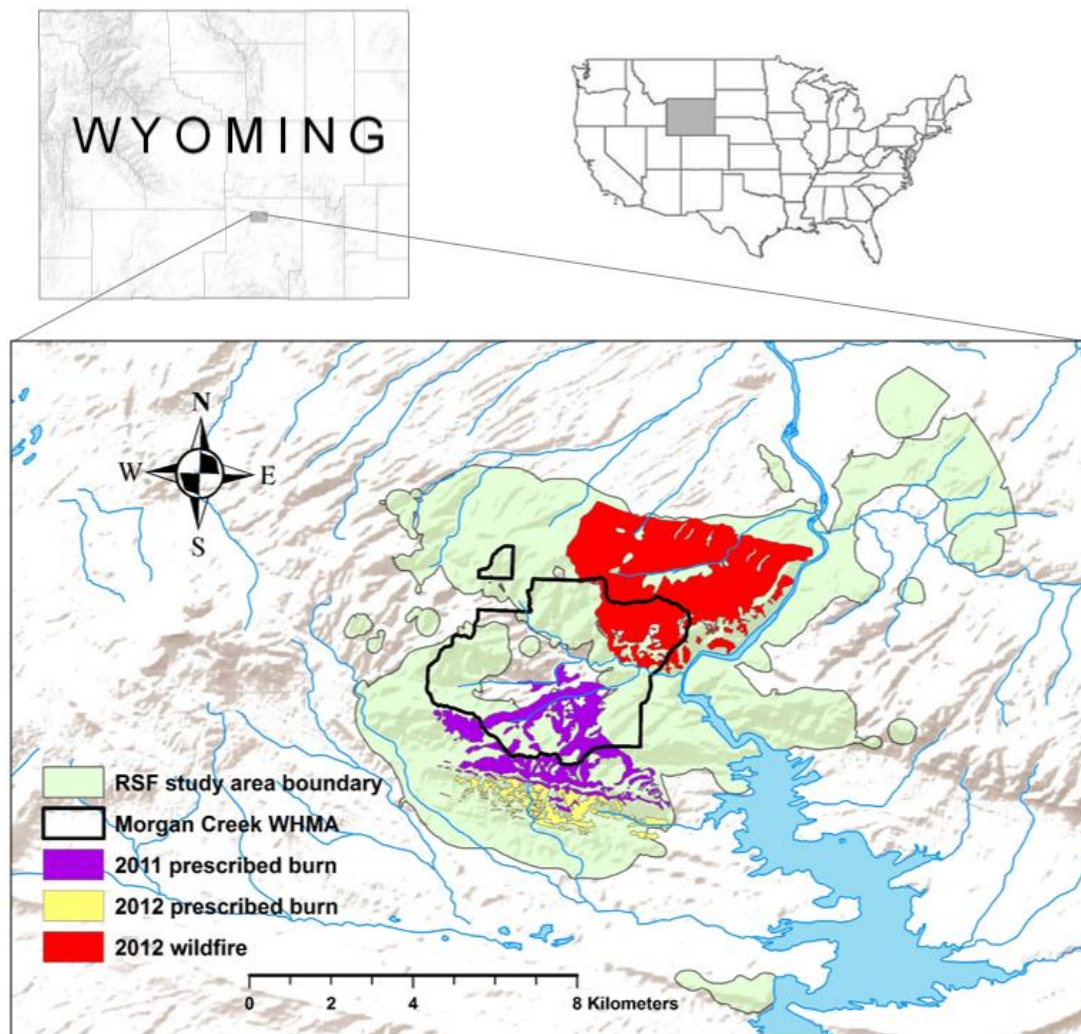 WYOMING
N
W
E
S
RSF study area boundary
Morgan Creek WHMA
2011 prescribed burn
2012 prescribed burn
2012 wildfire
0 2 4 8 Kilometers